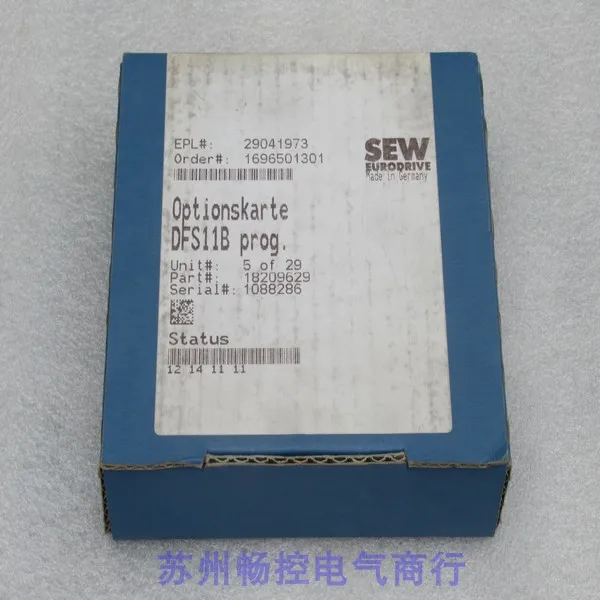 EPL#: 29041973
Order#: 1696501301
SEW
EURODRIVE
Made in Germany
Optionskarte
DFS11B prog.
Unit#: 5 of 29
Part#: 18209629
Serial#: 1088286
Status
12 14 11 11
苏州畅控电气商行